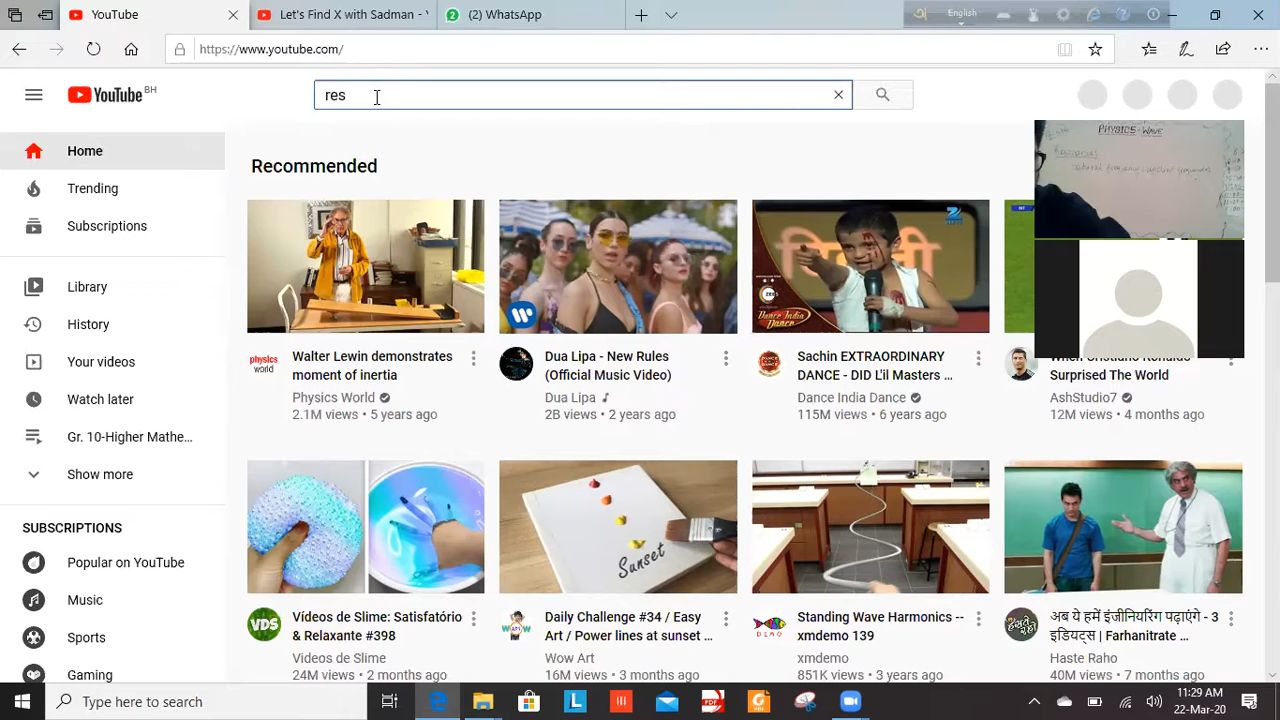 YouTube
Let's Find X with Sadman -
(2) WhatsApp
English
https://www.youtube.com/
YouTube BH
res
Home
Trending
Subscriptions
Library
History
Your videos
Watch later
Gr. 10-Higher Mathe...
Show more
SUBSCRIPTIONS
Popular on YouTube
Music
Sports
Gaming
Recommended
PHYSICS-WAVE
physics world
Walter Lewin demonstrates
moment of inertia
Physics World
2.1M views • 5 years ago
Dua Lipa - New Rules
(Official Music Video)
Dua Lipa
2B views • 2 years ago
Sachin EXTRAORDINARY
DANCE - DID L'il Masters ...
Dance India Dance
115M views • 6 years ago
When Cristiano Ronaldo
Surprised The World
AshStudio7
12M views • 4 months ago
Sunset
VDS
Vídeos de Slime: Satisfatório
& Relaxante #398
Videos de Slime
24M views • 2 months ago
Daily Challenge #34 / Easy
Art / Power lines at sunset ...
Wow Art
16M views • 3 months ago
Standing Wave Harmonics --
xmdemo 139
xmdemo
851K views • 3 years ago
अब ये हमें इंजीनियरिंग पढ़ाएंगे - 3
इडियट्स | Farhanitrate ...
Haste Raho
40M views • 7 months ago
Type here to search
11:29 AM
22-Mar-20